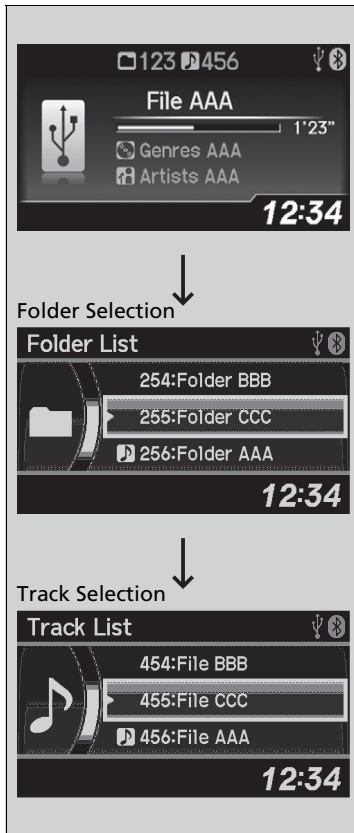 123 456
File AAA
1'23"
Genres AAA
Artists AAA
12:34
Folder Selection
Folder List
254:Folder BBB
255:Folder CCC
256:Folder AAA
12:34
Track Selection
Track List
454:File BBB
455:File CCC
456:File AAA
12:34